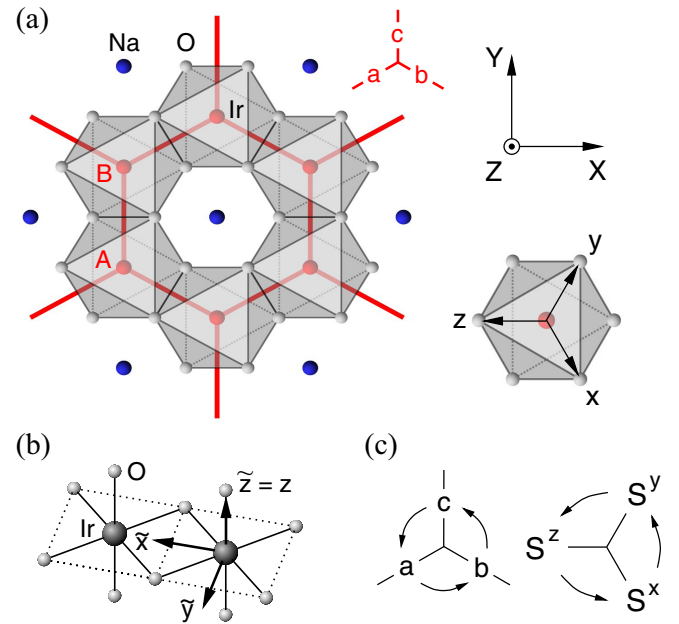 (a)
Na
O
c
a
b
Ir
B
A
Y
Z
X
y
z
x
(b)
O
z̃ = z
Ir
x̃
ỹ
(c)
c
a
b
S^y
S^z
S^x